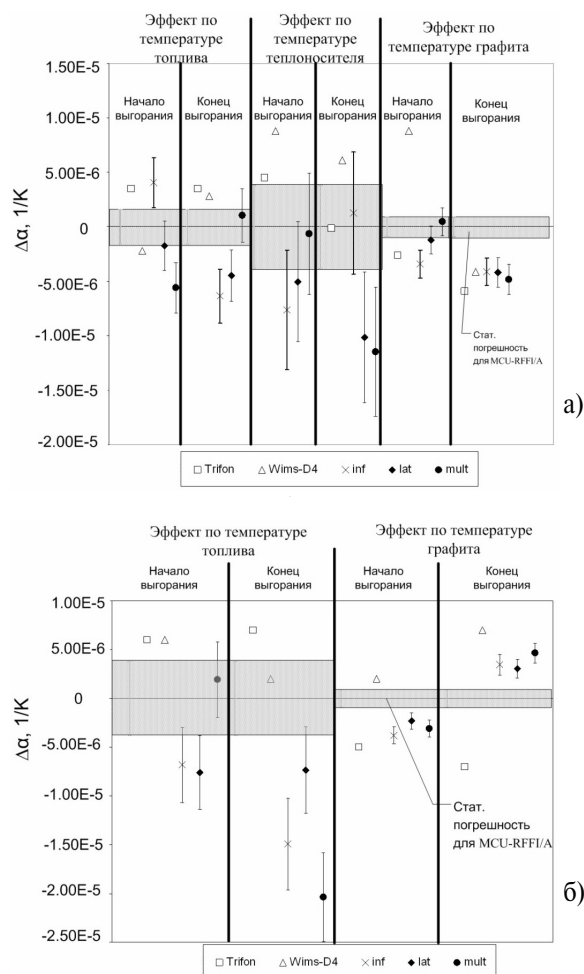 Эффект по
температуре
топлива
Эффект по
температуре
теплоносителя
Эффект по
температуре графита
Начало
выгорания
Конец
выгорания
Начало
выгорания
Конец
выгорания
Начало
выгорания
Конец
выгорания
Δα, 1/K
1.50E-5
1.00E-5
5.00E-6
0
-5.00E-6
-1.00E-5
-1.50E-5
-2.00E-5
Стат.
погрешность
для MCU-RFFI/A
а)
Trifon Wims-D4 inf lat mult
Эффект по температуре
топлива
Эффект по температуре
графита
Начало
выгорания
Конец
выгорания
Начало
выгорания
Конец
выгорания
Δα, 1/K
1.00E-5
5.00E-6
0
-5.00E-6
-1.00E-5
-1.50E-5
-2.00E-5
-2.50E-5
Стат.
погрешность
для MCU-RFFI/A
б)
Trifon Wims-D4 inf lat mult